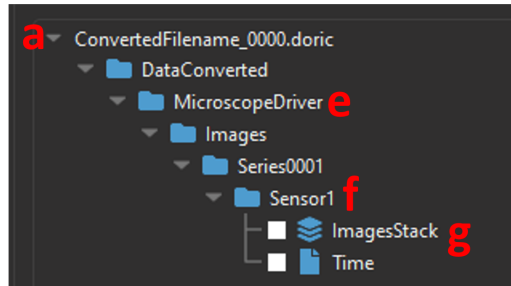 a ConvertedFilename_0000.doric
DataConverted
MicroscopeDriver e
Images
Series0001
Sensor1 f
ImagesStack g
Time